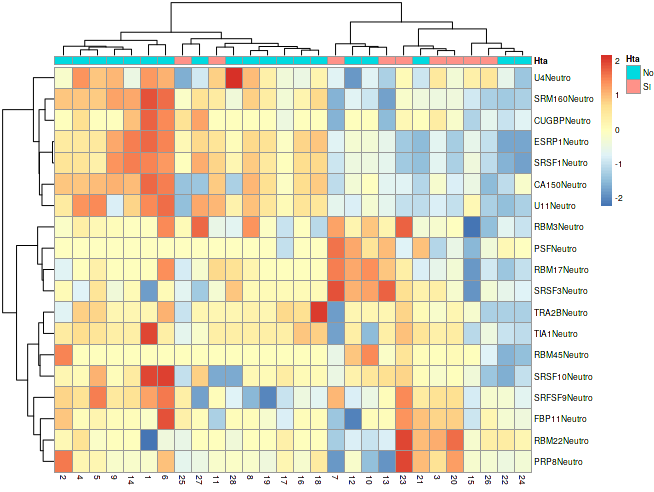 Hta
Hta
No
Si
2
1
0
-1
-2
U4Neutro
SRM160Neutro
CUGBPNeutro
ESRP1Neutro
SRSF1Neutro
CA150Neutro
U11Neutro
RBM3Neutro
PSFNeutro
RBM17Neutro
SRSF3Neutro
TRA2BNeutro
TIA1Neutro
RBM45Neutro
SRSF10Neutro
SRFSF9Neutro
FBP11Neutro
RBM22Neutro
PRP8Neutro
2 4 5 9 14 1 6 25 27 11 28 8 19 17 16 18 7 12 10 13 23 21 3 20 15 26 22 24